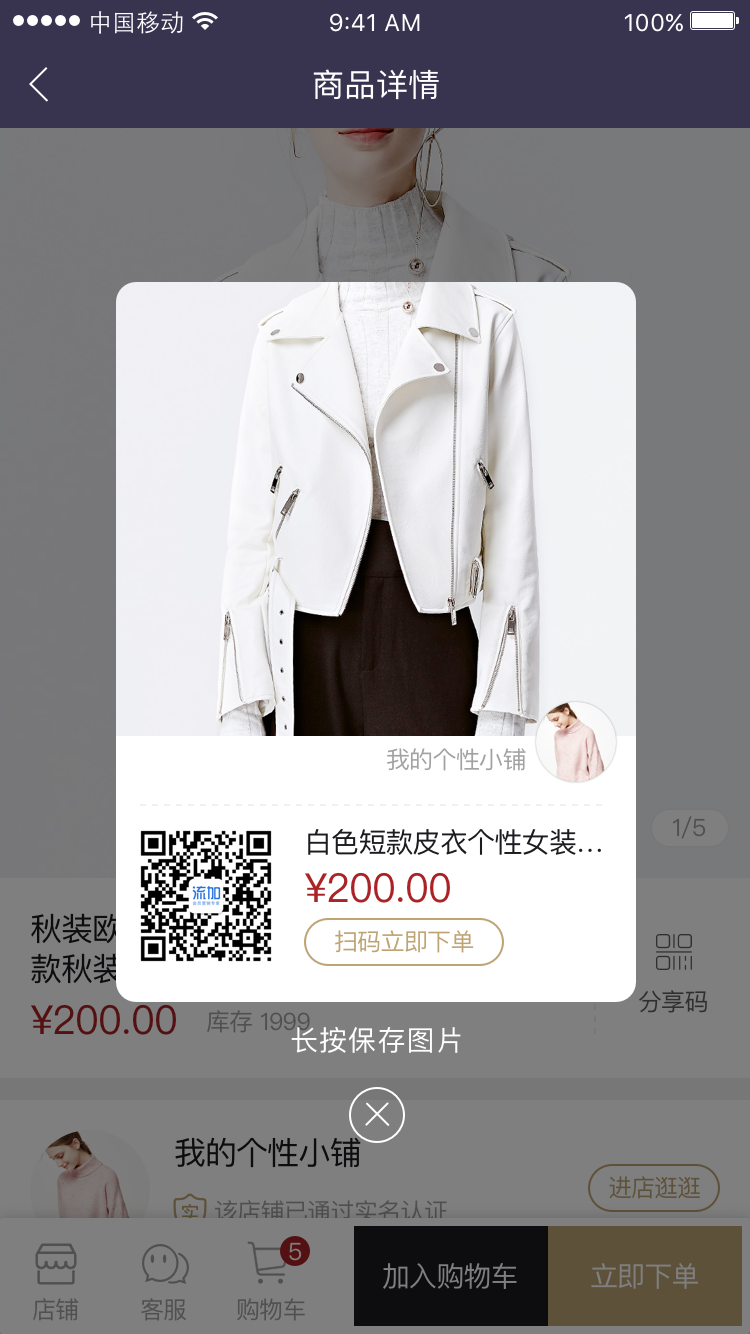 中国移动 9:41 AM 100%
商品详情
我的个性小铺
1/5
流加
白色短款皮衣个性女装...
¥200.00
扫码立即下单
秋装欧
款秋装
¥200.00 库存 1999
分享码
长按保存图片
我的个性小铺
进店逛逛
实 该店铺已通过实名认证
5
店铺 客服 购物车 加入购物车 立即下单